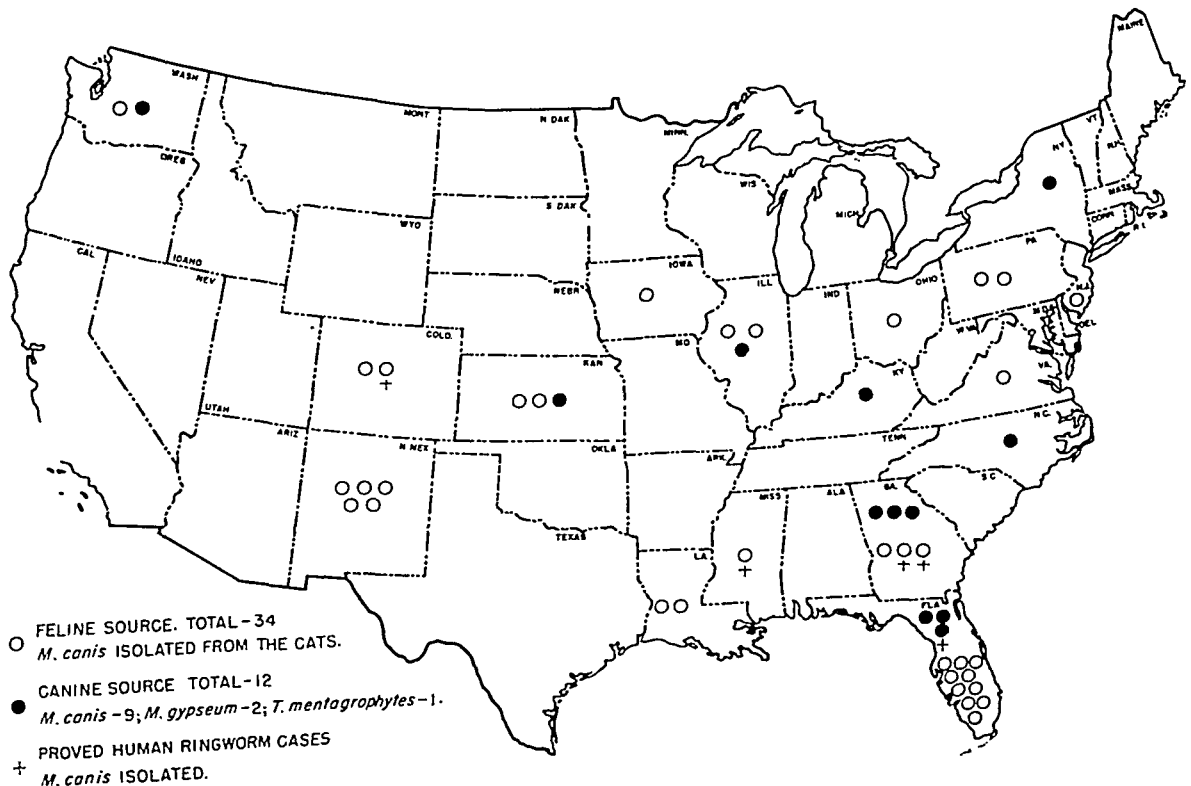 MAINE
WASH
MONT
N DAK
MINN.
VT
N.H.
NY
OREG
WIS
MASS
S DAK
MICH
CONN
R I.
WYO
PA
CAL
IDAHO
IOWA
NEV
NEBR
ILL
IND
OHIO
N.J.
MD.
W.VA.
DEL
COLO.
MO
KAN
VA.
KY
UTAH
N.C.
ARIZ
N MEX
OKLA
TENN
ARK.
S C
MISS
ALA
GA.
TEXAS
LA.
FLA
FELINE SOURCE. TOTAL-34
M. canis ISOLATED FROM THE CATS.
CANINE SOURCE TOTAL-12
M. canis-9; M. gypseum-2; T. mentagrophytes-1.
PROVED HUMAN RINGWORM CASES
M. canis ISOLATED.